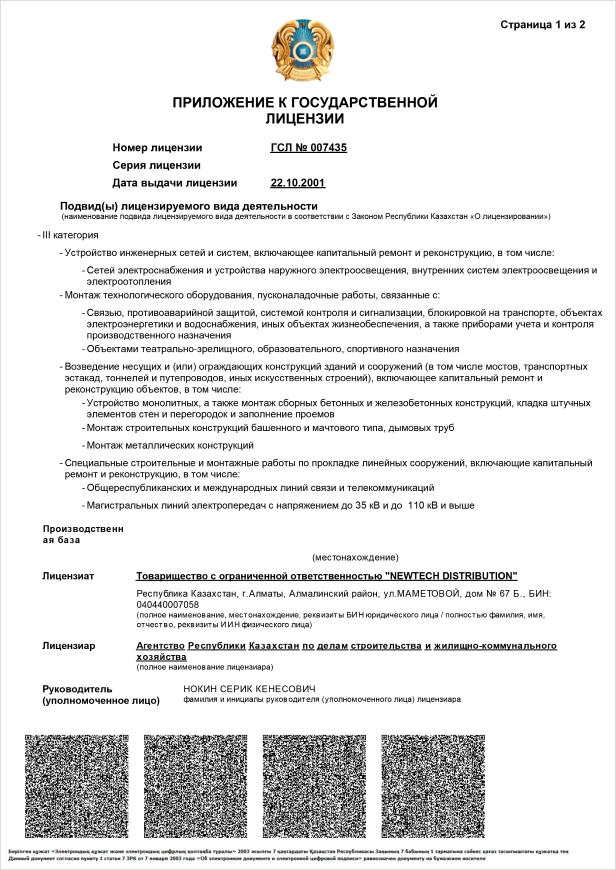 Страница 1 из 2
ПРИЛОЖЕНИЕ К ГОСУДАРСТВЕННОЙ
ЛИЦЕНЗИИ
Номер лицензии ГСЛ № 007435
Серия лицензии
Дата выдачи лицензии 22.10.2001
Подвид(ы) лицензируемого вида деятельности
(наименование подвида лицензируемого вида деятельности в соответствии с Законом Республики Казахстан «О лицензировании»)
- III категория
- Устройство инженерных сетей и систем, включающее капитальный ремонт и реконструкцию, в том числе:
- Сетей электроснабжения и устройства наружного электроосвещения, внутренних систем электроосвещения и
электроотопления
- Монтаж технологического оборудования, пусконаладочные работы, связанные с:
- Связью, противоаварийной защитой, системой контроля и сигнализации, блокировкой на транспорте, объектах
электроэнергетики и водоснабжения, иных объектах жизнеобеспечения, а также приборами учета и контроля
производственного назначения
- Объектами театрально-зрелищного, образовательного, спортивного назначения
- Возведение несущих и (или) ограждающих конструкций зданий и сооружений (в том числе мостов, транспортных
эстакад, тоннелей и путепроводов, иных искусственных строений), включающее капитальный ремонт и
реконструкцию объектов, в том числе:
- Устройство монолитных, а также монтаж сборных бетонных и железобетонных конструкций, кладка штучных
элементов стен и перегородок и заполнение проемов
- Монтаж строительных конструкций башенного и мачтового типа, дымовых труб
- Монтаж металлических конструкций
- Специальные строительные и монтажные работы по прокладке линейных сооружений, включающие капитальный
ремонт и реконструкцию, в том числе:
- Общереспубликанских и международных линий связи и телекоммуникаций
- Магистральных линий электропередач с напряжением до 35 кВ и до 110 кВ и выше
Производственн
ая база
(местонахождение)
Лицензиат Товарищество с ограниченной ответственностью "NEWTECH DISTRIBUTION"
Республика Казахстан, г.Алматы, Алмалинский район, ул.МАМЕТОВОЙ, дом № 67 Б., БИН:
040440007058
(полное наименование, местонахождение, реквизиты БИН юридического лица / полностью фамилия, имя,
отчество, реквизиты ИИН физического лица)
Лицензиар Агентство Республики Казахстан по делам строительства и жилищно-коммунального
хозяйства
(полное наименование лицензиара)
Руководитель НОКИН СЕРИК КЕНЕСОВИЧ
(уполномоченное лицо) фамилия и инициалы руководителя (уполномоченного лица) лицензиара
Берілген құжат «Электрондық құжат және электрондық цифрлық қолтаңба туралы» 2003 жылғы 7 қаңтардағы Қазақстан Республикасы Заңының 7 бабының 1 тармағына сәйкес қағаз тасығыштағы құжатқа тең
Данный документ согласно пункту 1 статьи 7 ЗРК от 7 января 2003 года «Об электронном документе и электронной цифровой подписи» равнозначен документу на бумажном носителе